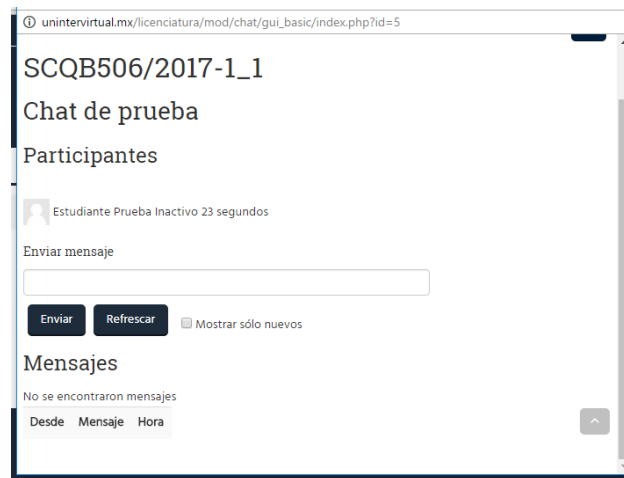 unintervirtual.mx/licenciatura/mod/chat/gui_basic/index.php?id=5
SCQB506/2017-1_1
Chat de prueba
Participantes
Estudiante Prueba Inactivo 23 segundos
Enviar mensaje
Enviar Refrescar Mostrar sólo nuevos
Mensajes
No se encontraron mensajes
Desde Mensaje Hora